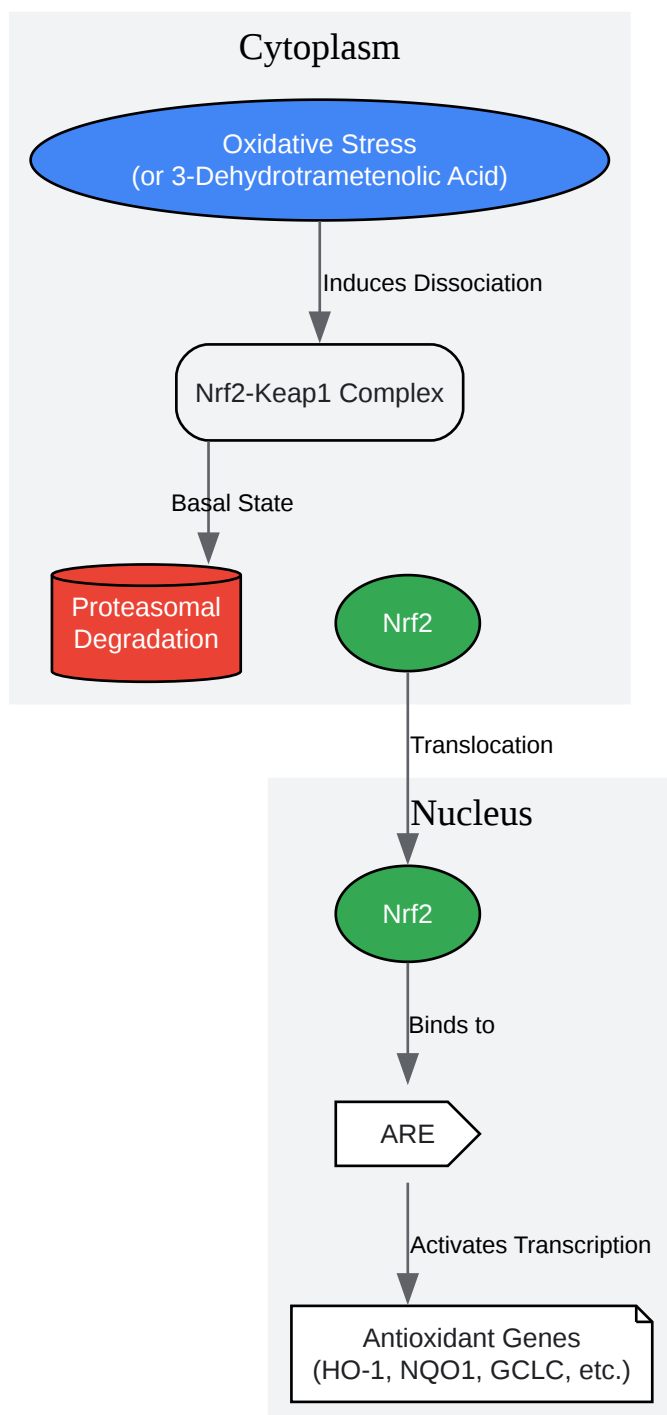 Cytoplasm
Oxidative Stress
(or 3-Dehydrotrametenolic Acid)
Induces Dissociation
Nrf2-Keap1 Complex
Basal State
Proteasomal
Degradation
Nrf2
Translocation
Nucleus
Nrf2
Binds to
ARE
Activates Transcription
Antioxidant Genes
(HO-1, NQO1, GCLC, etc.)